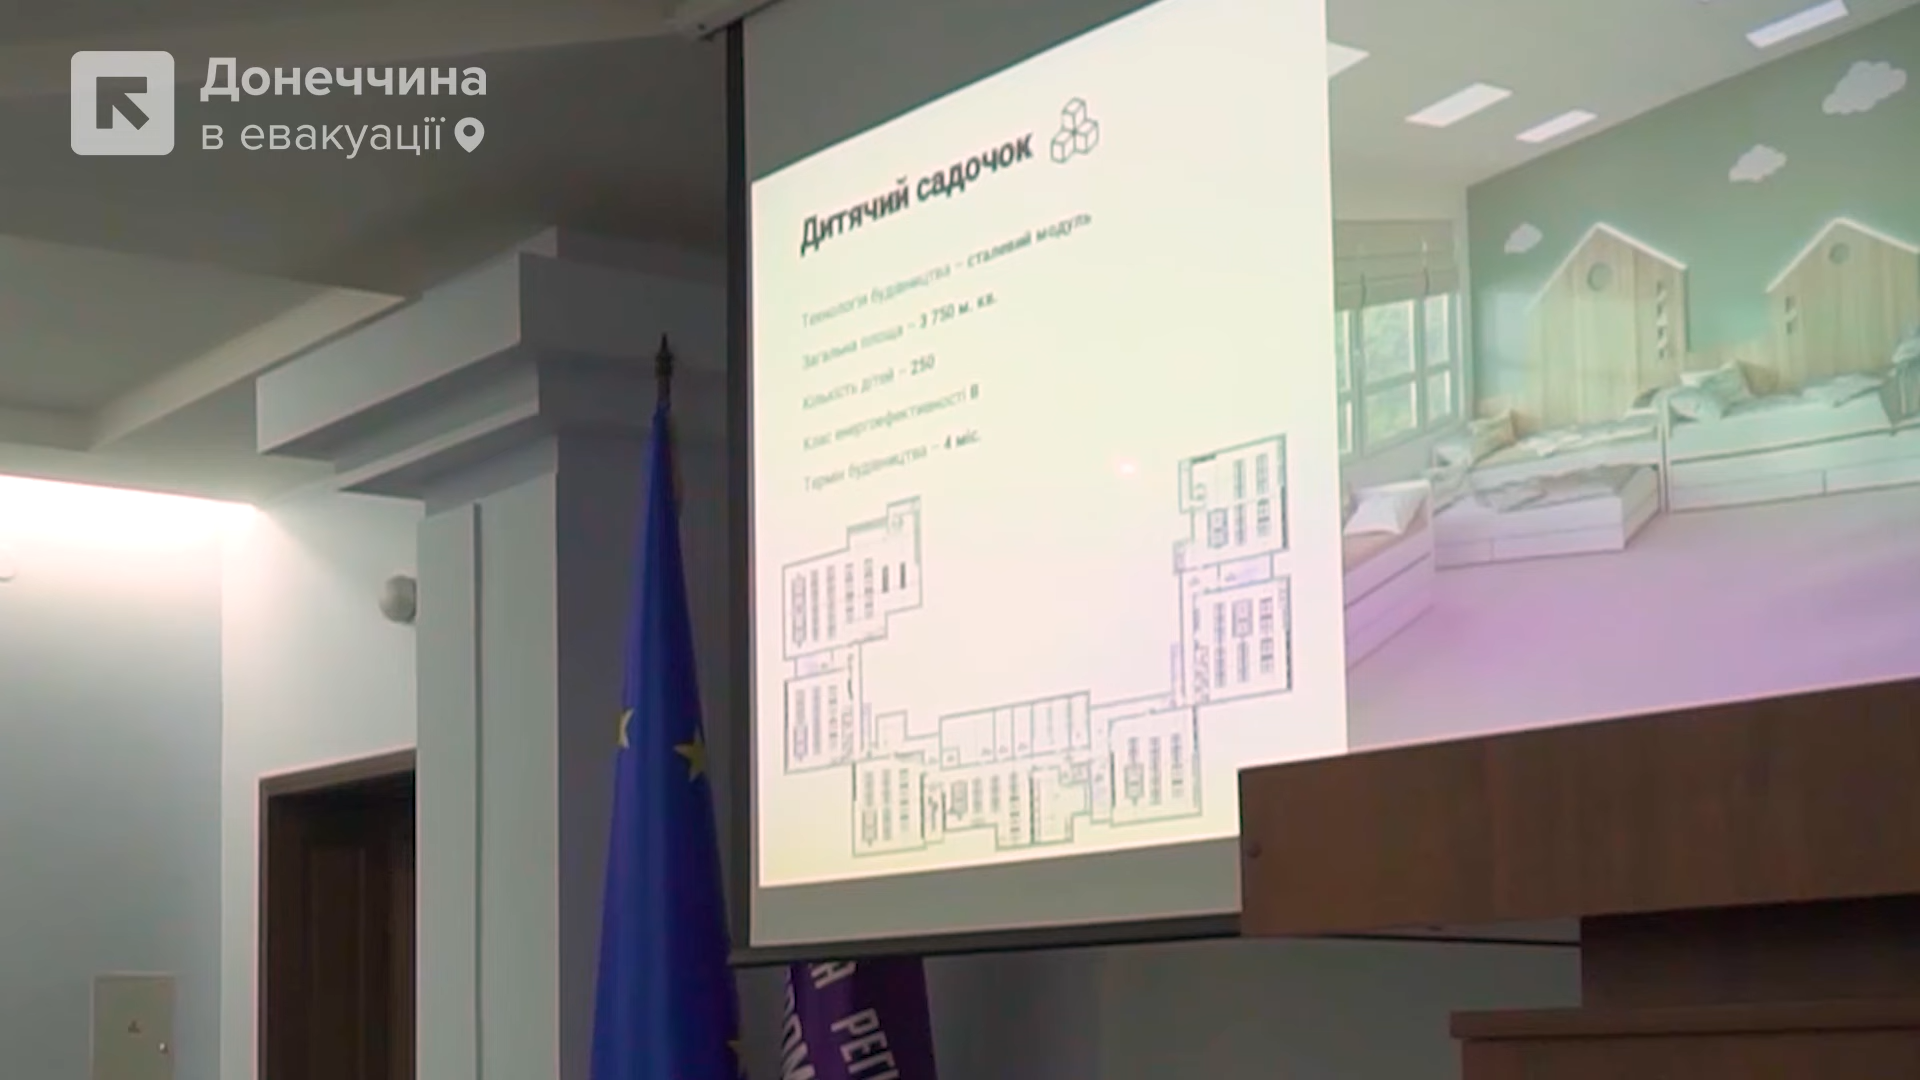 Донеччина
в евакуації
Дитячий садочок
Технологія будівництва – сталевий модуль
Загальна площа – 3 750 м. кв.
Кількість дітей – 250
Клас енергоефективності В
Термін будівництва – 4 міс.
РЕГІ